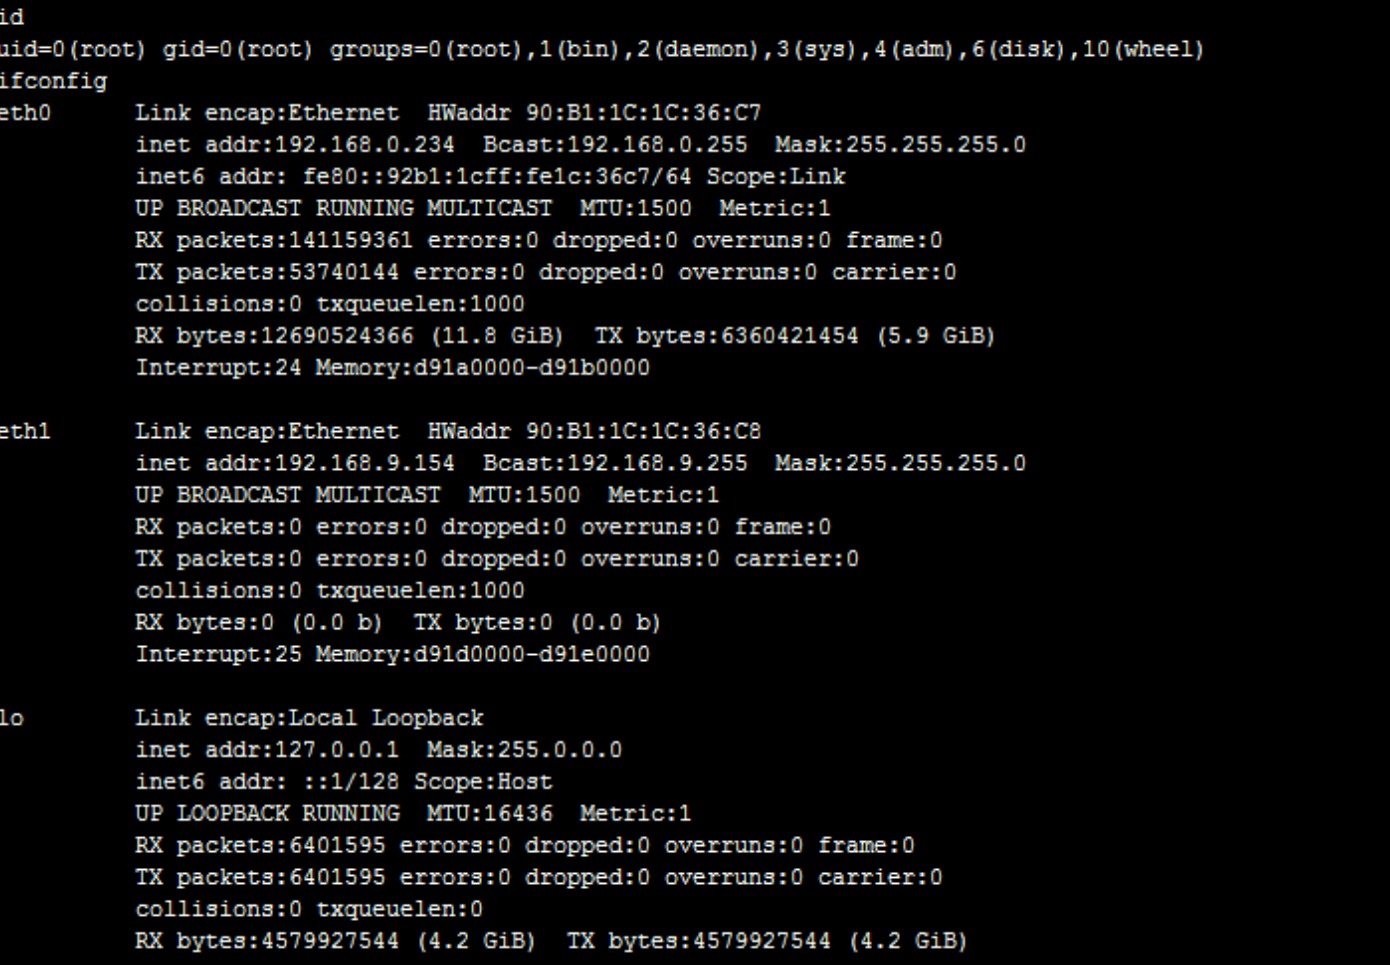 id
uid=0(root) gid=0(root) groups=0(root),1(bin),2(daemon),3(sys),4(adm),6(disk),10(wheel)
ifconfig
eth0      Link encap:Ethernet  HWaddr 90:B1:1C:1C:36:C7
          inet addr:192.168.0.234  Bcast:192.168.0.255  Mask:255.255.255.0
          inet6 addr: fe80::92b1:1cff:fe1c:36c7/64 Scope:Link
          UP BROADCAST RUNNING MULTICAST  MTU:1500  Metric:1
          RX packets:141159361 errors:0 dropped:0 overruns:0 frame:0
          TX packets:53740144 errors:0 dropped:0 overruns:0 carrier:0
          collisions:0 txqueuelen:1000
          RX bytes:12690524366 (11.8 GiB)  TX bytes:6360421454 (5.9 GiB)
          Interrupt:24 Memory:d91a0000-d91b0000

eth1      Link encap:Ethernet  HWaddr 90:B1:1C:1C:36:C8
          inet addr:192.168.9.154  Bcast:192.168.9.255  Mask:255.255.255.0
          UP BROADCAST MULTICAST  MTU:1500  Metric:1
          RX packets:0 errors:0 dropped:0 overruns:0 frame:0
          TX packets:0 errors:0 dropped:0 overruns:0 carrier:0
          collisions:0 txqueuelen:1000
          RX bytes:0 (0.0 b)  TX bytes:0 (0.0 b)
          Interrupt:25 Memory:d91d0000-d91e0000

lo        Link encap:Local Loopback
          inet addr:127.0.0.1  Mask:255.0.0.0
          inet6 addr: ::1/128 Scope:Host
          UP LOOPBACK RUNNING  MTU:16436  Metric:1
          RX packets:6401595 errors:0 dropped:0 overruns:0 frame:0
          TX packets:6401595 errors:0 dropped:0 overruns:0 carrier:0
          collisions:0 txqueuelen:0
          RX bytes:4579927544 (4.2 GiB)  TX bytes:4579927544 (4.2 GiB)